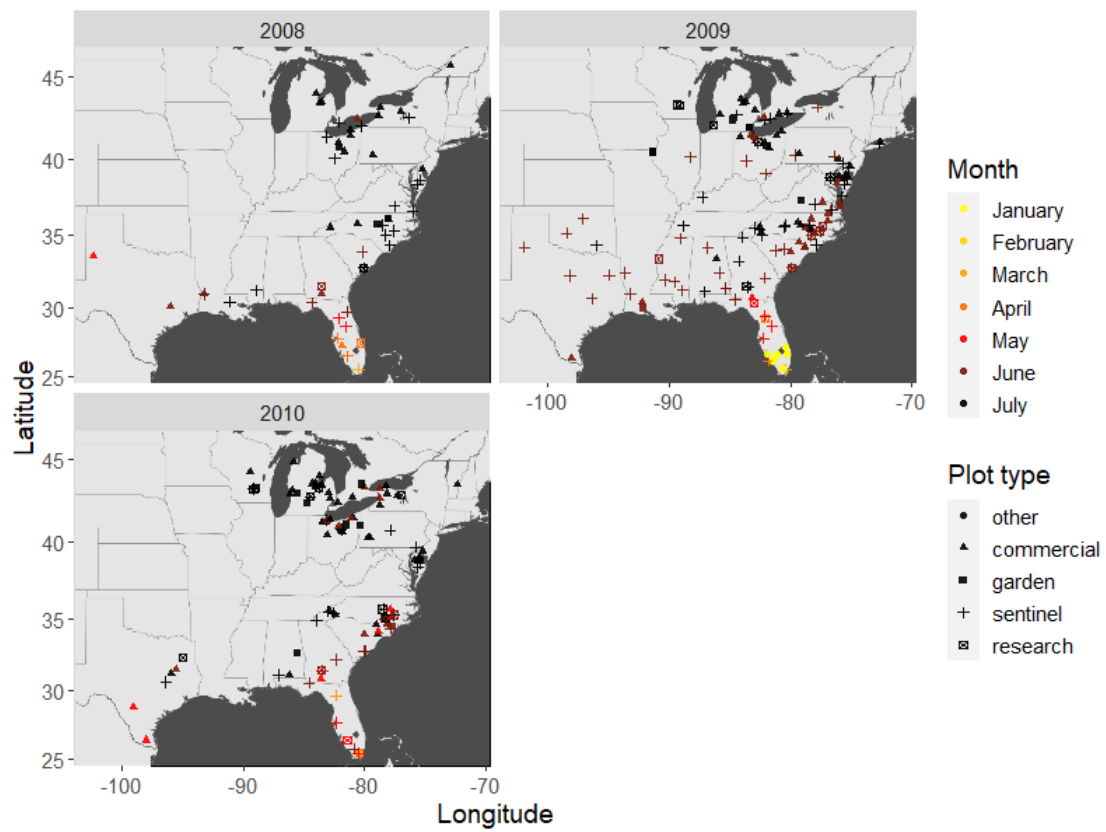 2008
2009
45
40
35
30
25
-100
-90
-80
-70
2010
45
40
35
30
25
-100
-90
-80
-70
Latitude
Longitude
Month
January
February
March
April
May
June
July
Plot type
other
commercial
garden
sentinel
research